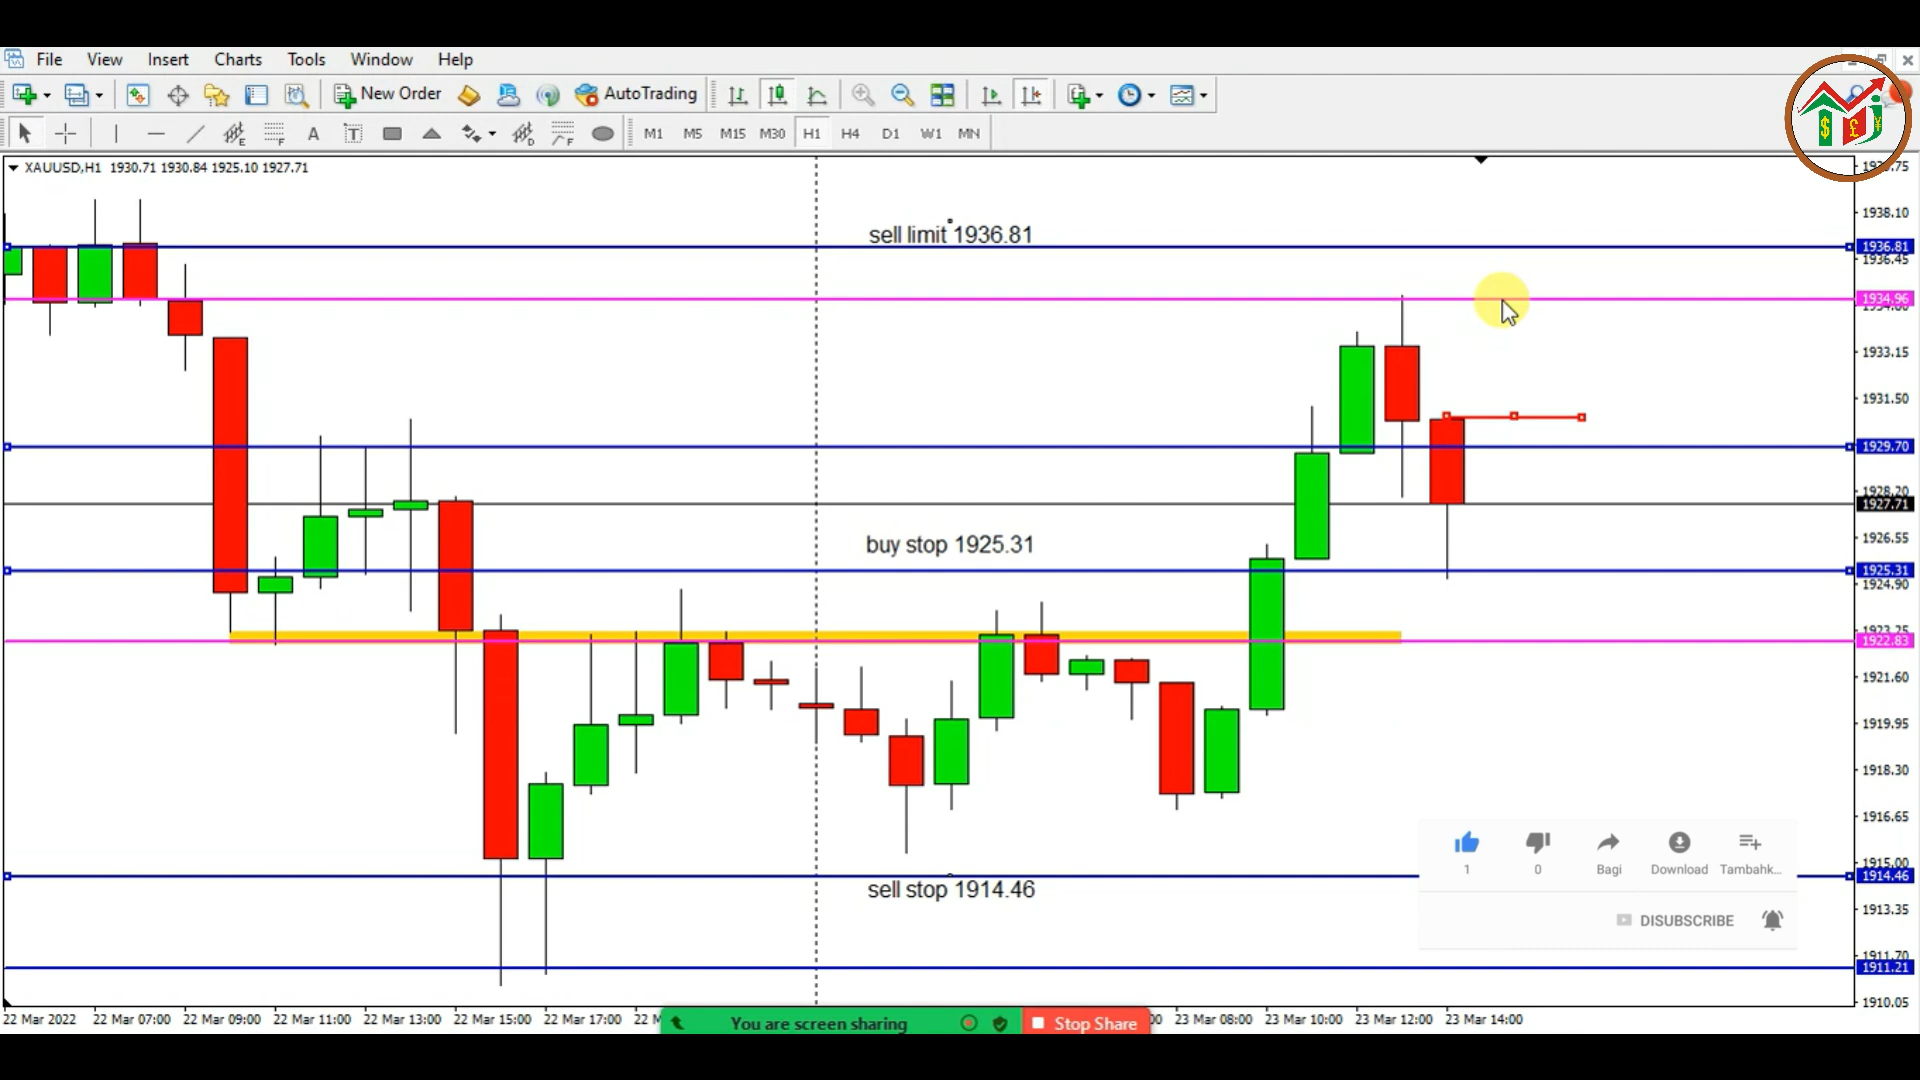 File View Insert Charts Tools Window Help
New Order AutoTrading
A T E F D F M1 M5 M15 M30 H1 H4 D1 W1 MN
XAUUSD,H1 1930.71 1930.84 1925.10 1927.71
1938.10
sell limit 1936.81
1936.81
1936.45
1934.96
1933.15
1931.50
1929.70
1928.20
1927.71
1926.55
buy stop 1925.31
1925.31
1924.90
1922.83
1921.60
1919.95
1918.30
1916.65
1915.00
1 0 Bagi Download Tambahk...
1914.46
sell stop 1914.46
1913.35
DISUBSCRIBE
1911.70
1911.21
1910.05
22 Mar 2022 22 Mar 07:00 22 Mar 09:00 22 Mar 11:00 22 Mar 13:00 22 Mar 15:00 22 Mar 17:00 22 M 00 23 Mar 08:00 23 Mar 10:00 23 Mar 12:00 23 Mar 14:00
You are screen sharing Stop Share